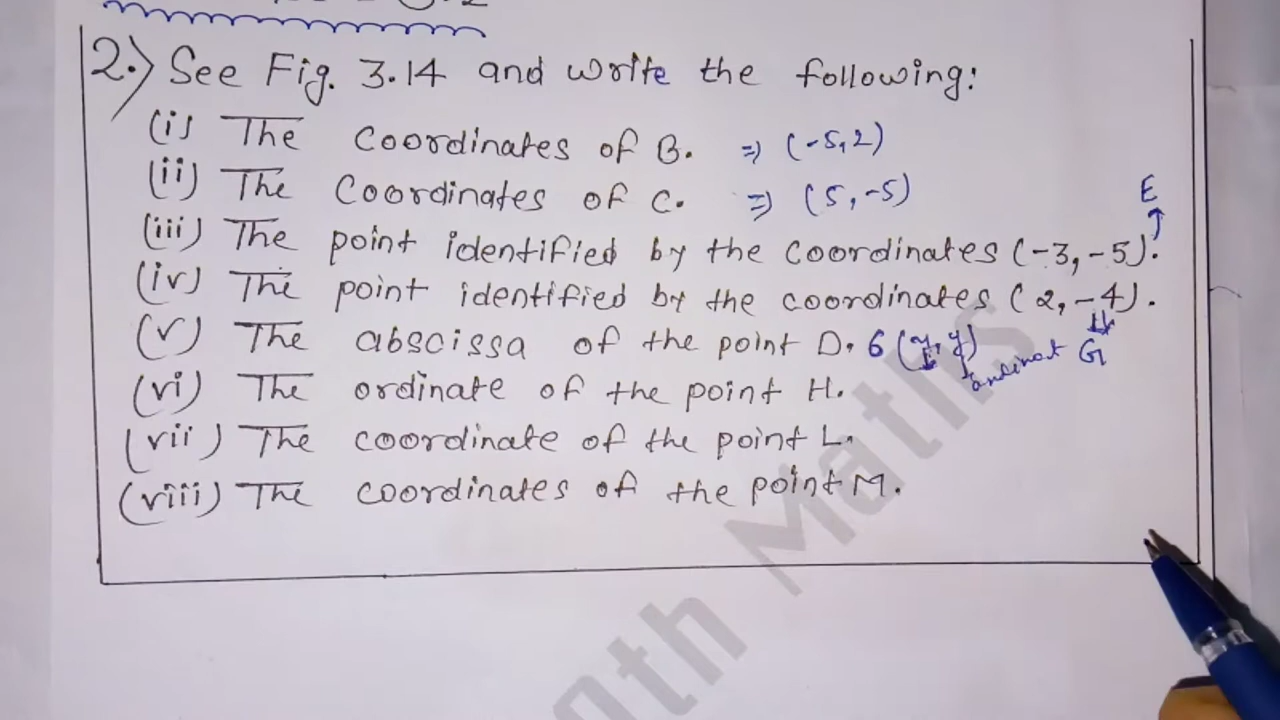 2.) See Fig. 3.14 and write the following:
(i) The Coordinates of B. => (-5,2)
(ii) The Coordinates of C. => (5,-5)
E
(iii) The point identified by the coordinates (-3,-5).
(iv) The point identified by the coordinates (2,-4).
(v) The abscissa of the point D. 6 G
(vi) The ordinate of the point H.
(vii) The coordinate of the point L.
(viii) The coordinates of the point M.
Maths